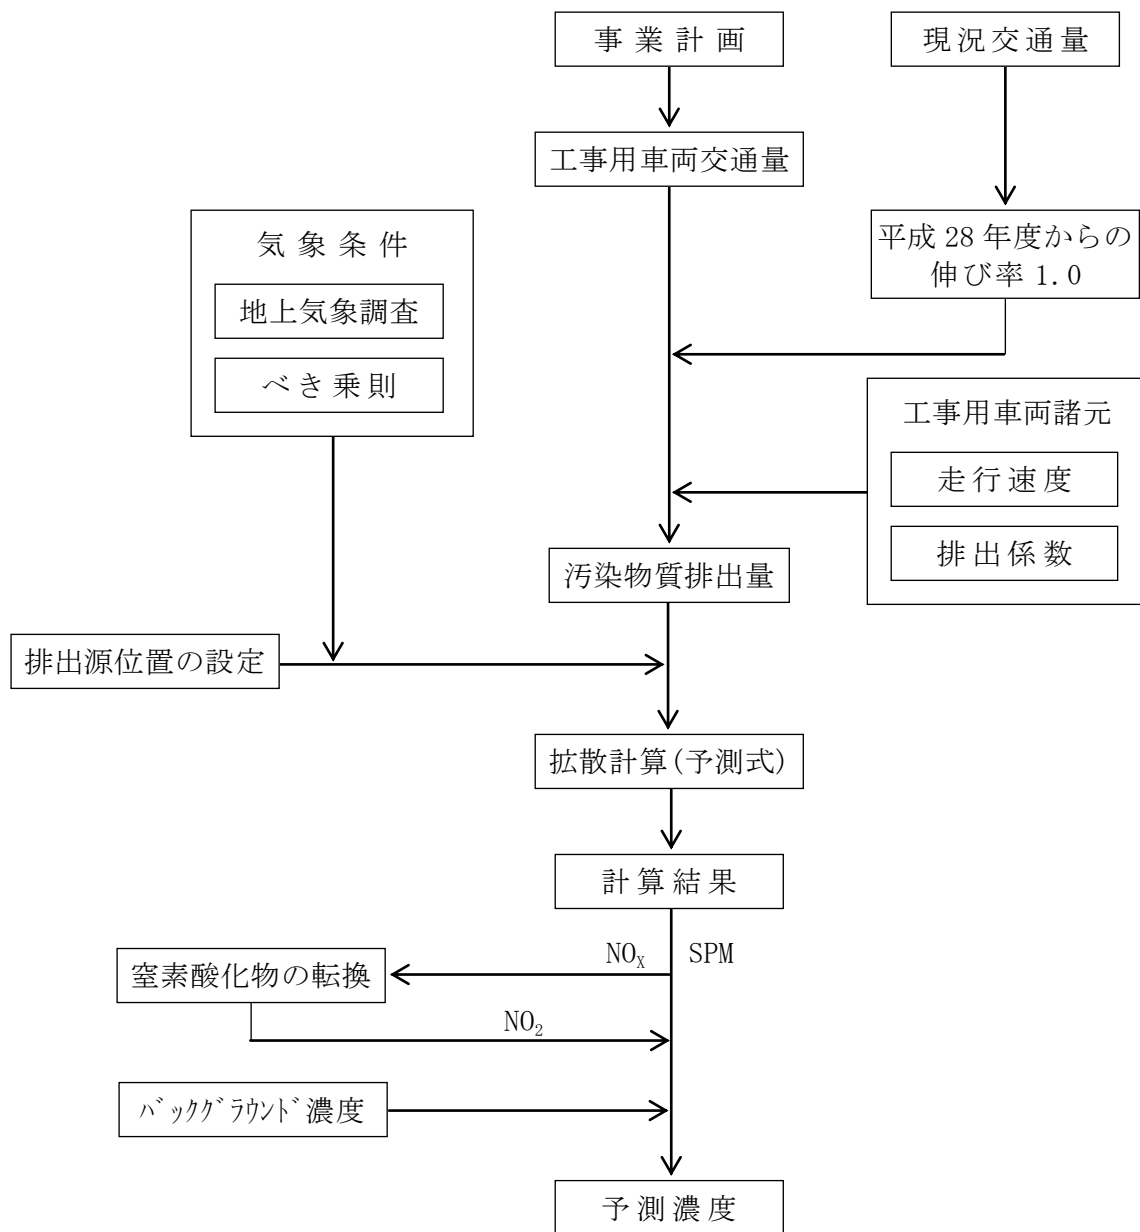 事業計画
現況交通量
工事用車両交通量
平成 28 年度からの
伸び率 1.0
気象条件
地上気象調査
べき乗則
工事用車両諸元
走行速度
排出係数
汚染物質排出量
排出源位置の設定
拡散計算(予測式)
計算結果
NOX
SPM
窒素酸化物の転換
NO2
ﾊﾞｯｸｸﾞﾗｳﾝﾄﾞ濃度
予測濃度